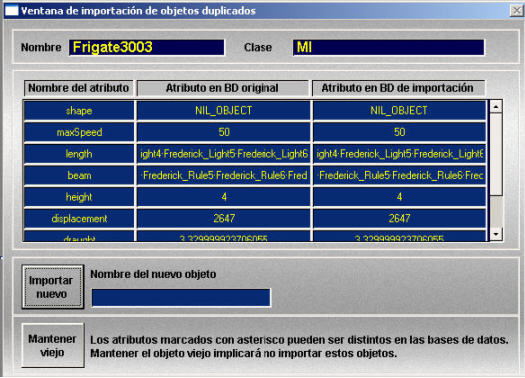 Ventana de importación de objetos duplicados
Nombre Frigate3003 Clase MI
Nombre del atributo Atributo en BD original Atributo en BD de importación
shape NIL_OBJECT NIL_OBJECT
maxSpeed 50 50
length ight4·Frederick_Light5·Frederick_Light6 ight4·Frederick_Light5·Frederick_Light6
beam ·Frederick_Rule5·Frederick_Rule6·Fred ·Frederick_Rule5·Frederick_Rule6·Frec
height 4 4
displacement 2647 2647
draught 3.329999923706055 3.329999923706055
Importar nuevo
Nombre del nuevo objeto
Mantener viejo
Los atributos marcados con asterisco pueden ser distintos en las bases de datos.
Mantener el objeto viejo implicará no importar estos objetos.